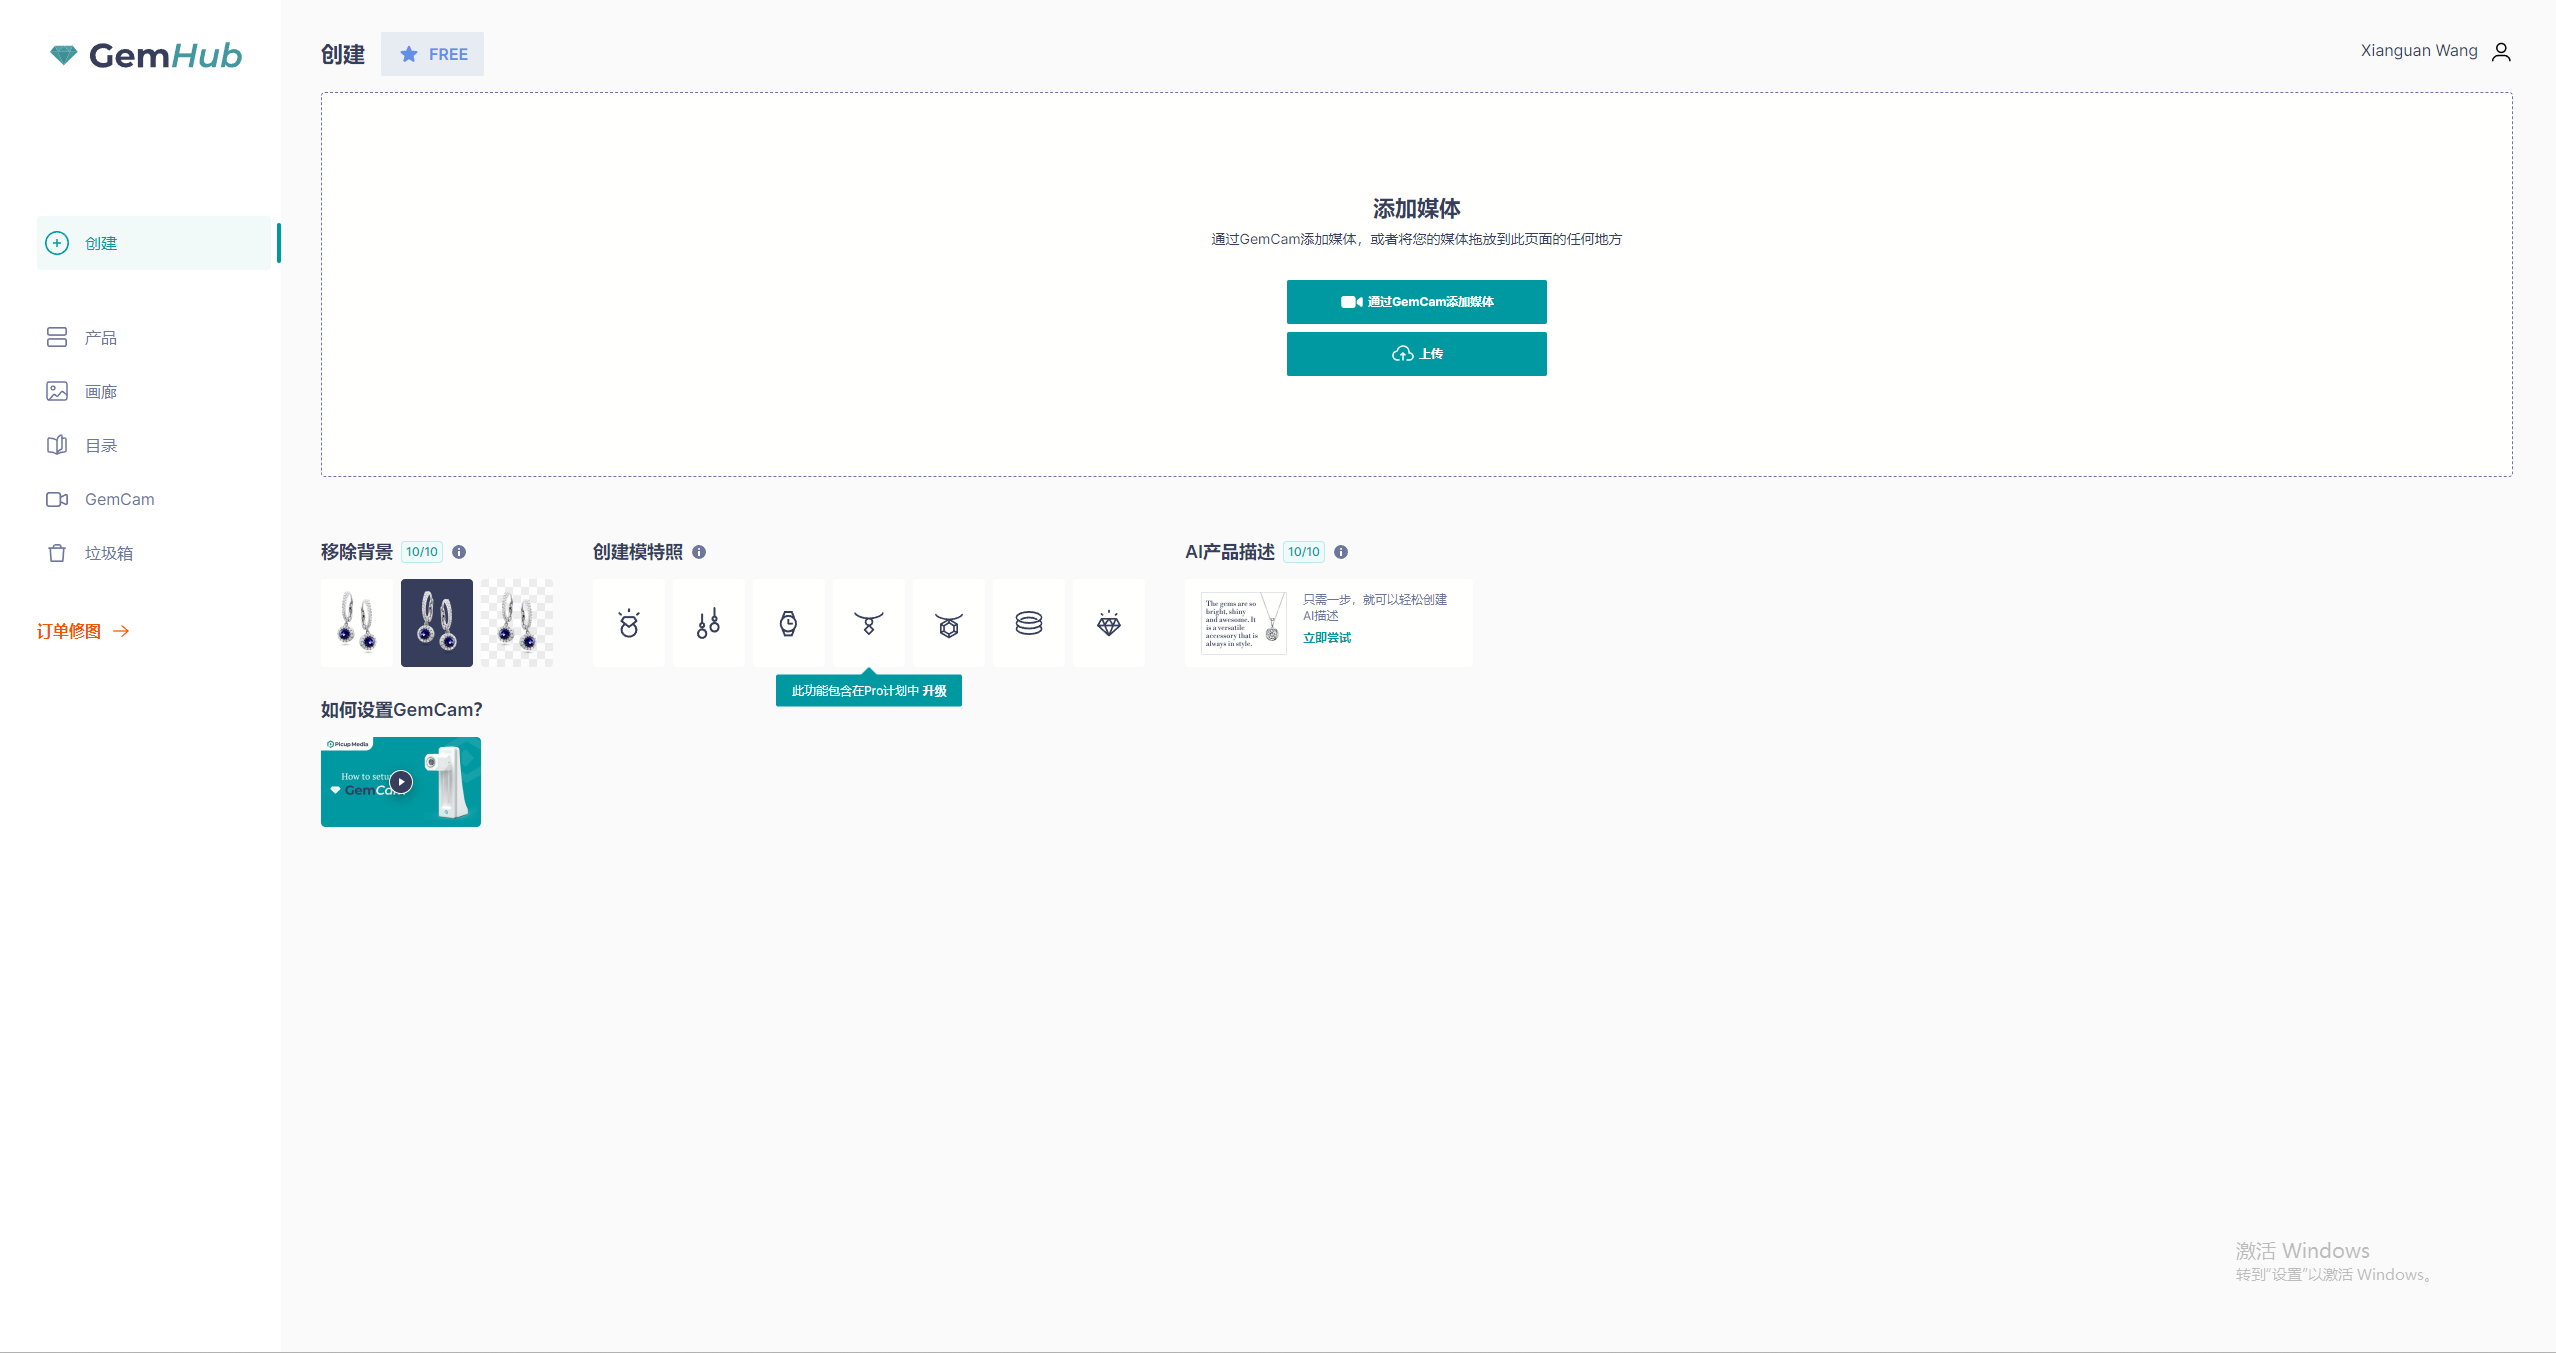 GemHub
创建
FREE
Xianguan Wang
创建
产品
画廊
目录
GemCam
垃圾箱
订单修图
添加媒体
通过GemCam添加媒体，或者将您的媒体拖放到此页面的任何地方
通过GemCam添加媒体
上传
移除背景 10/10
创建模特照
AI产品描述 10/10
The gems are so
bright, shiny
and awesome. It
is a versatile
accessory that is
always in style.
只需一步，就可以轻松创建
AI描述
立即尝试
此功能包含在Pro计划中 升级
如何设置GemCam?
Picup Media
How to setu
GemCam
激活 Windows
转到"设置"以激活 Windows。